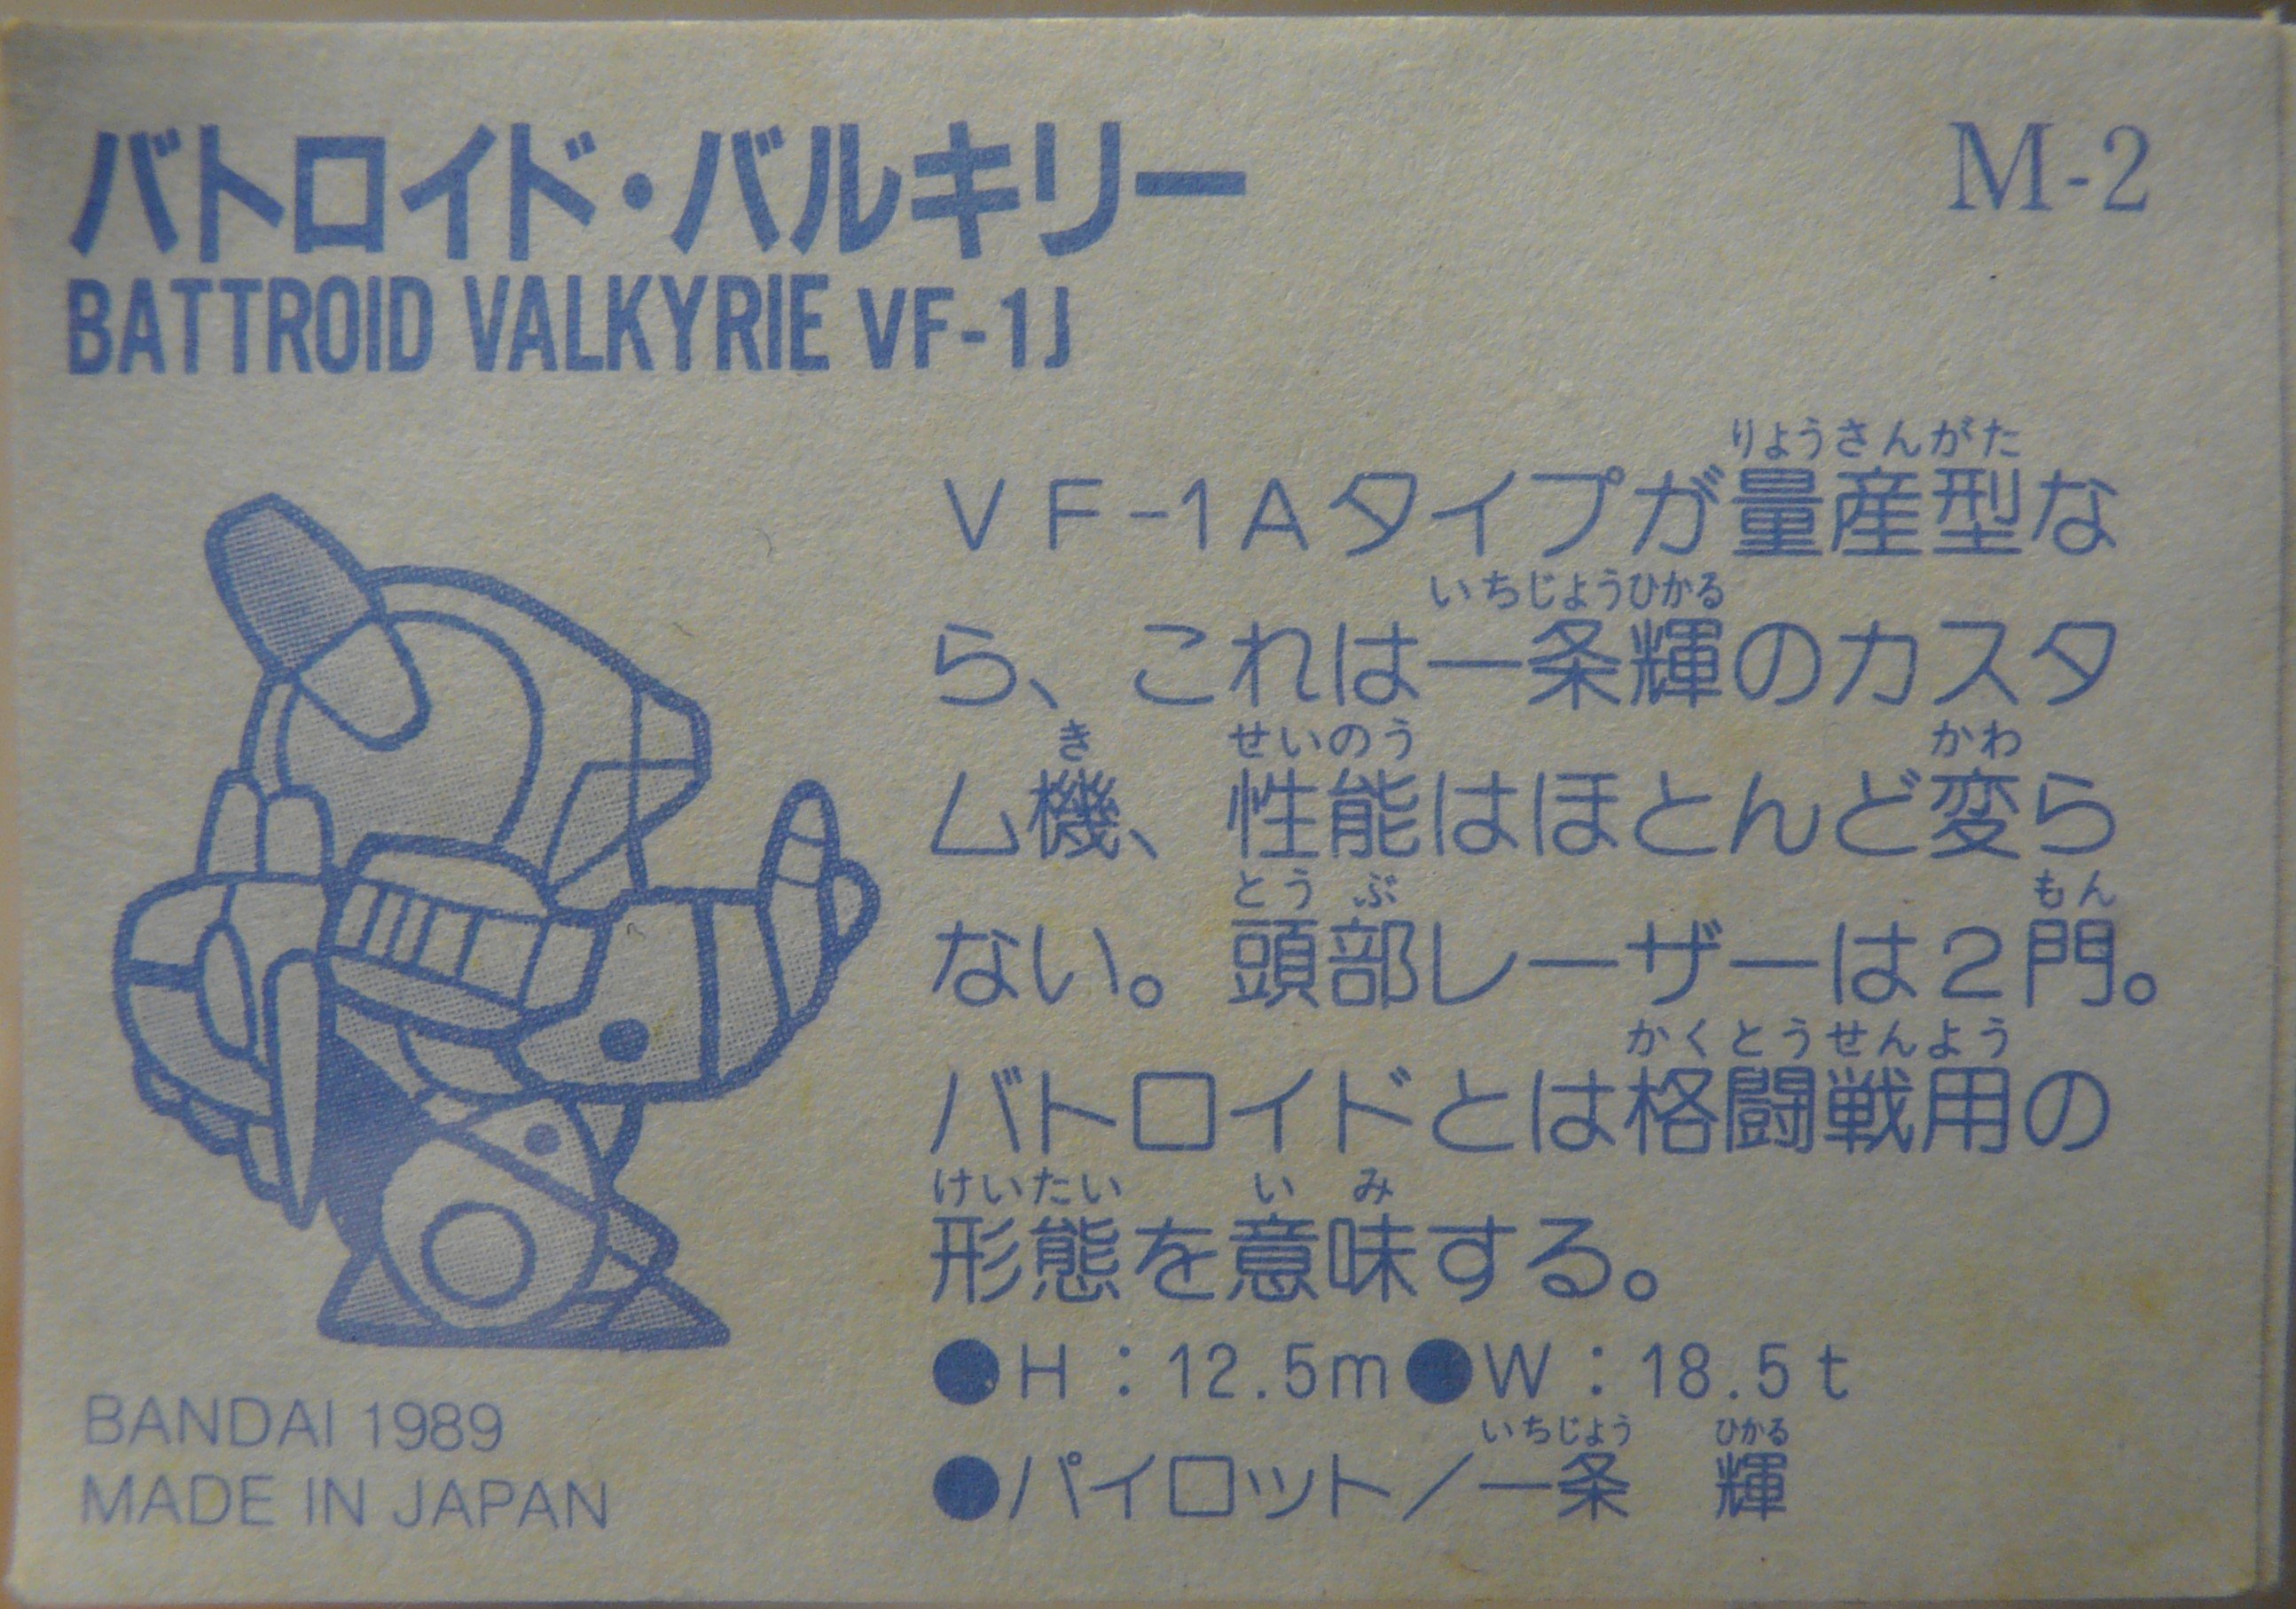 バトロイド・バルキリー
M-2
BATTROID VALKYRIE VF-1J
りょうさんがた
VF-1Aタイプが量産型な
いちじょうひかる
ら、これは一条輝のカスタ
き せいのう かわ
ム機、性能はほとんど変ら
とう ぶ もん
ない。頭部レーザーは2門。
かくとうせんよう
バトロイドとは格闘戦用の
けいたい い み
形態を意味する。
●H：12.5m●W：18.5t
いちじょう ひかる
●パイロット／一条 輝
BANDAI 1989
MADE IN JAPAN